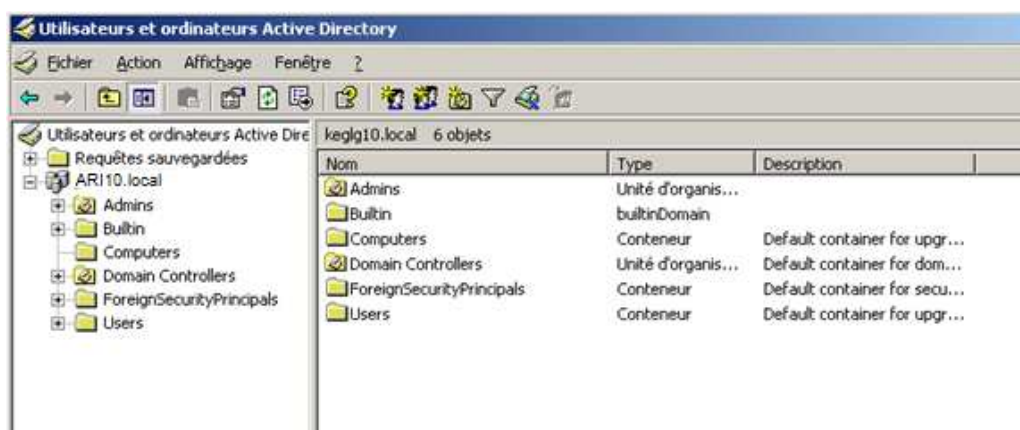 Utilisateurs et ordinateurs Active Directory
Fichier Action Affichage Fenêtre ?
Utilisateurs et ordinateurs Active Dire
Requêtes sauvegardées
ARI10.local
Admins
Builtin
Computers
Domain Controllers
ForeignSecurityPrincipals
Users
keglg10.local 6 objets
Nom Type Description
Admins Unité d'organis...
Builtin builtinDomain
Computers Conteneur Default container for upgr...
Domain Controllers Unité d'organis... Default container for dom...
ForeignSecurityPrincipals Conteneur Default container for secu...
Users Conteneur Default container for upgr...